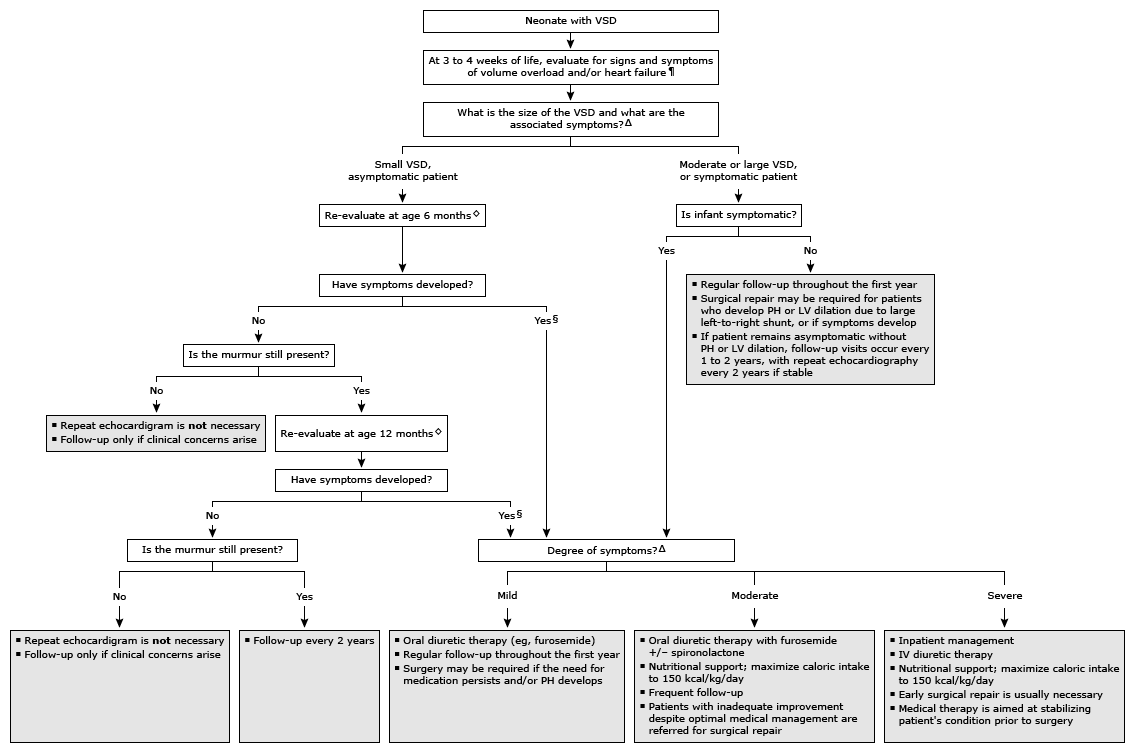 Neonate with VSD
At 3 to 4 weeks of life, evaluate for signs and symptoms
of volume overload and/or heart failure¶
What is the size of the VSD and what are the
associated symptoms?Δ
Small VSD,
asymptomatic patient
Moderate or large VSD,
or symptomatic patient
Re-evaluate at age 6 months◊
Is infant symptomatic?
Yes
No
Have symptoms developed?
▪ Regular follow-up throughout the first year
▪ Surgical repair may be required for patients
who develop PH or LV dilation due to large
left-to-right shunt, or if symptoms develop
▪ If patient remains asymptomatic without
PH or LV dilation, follow-up visits occur every
1 to 2 years, with repeat echocardiography
every 2 years if stable
No
Yes§
Is the murmur still present?
No
Yes
▪ Repeat echocardigram is not necessary
▪ Follow-up only if clinical concerns arise
Re-evaluate at age 12 months◊
Have symptoms developed?
No
Yes§
Is the murmur still present?
Degree of symptoms?Δ
No
Yes
Mild
Moderate
Severe
▪ Repeat echocardigram is not necessary
▪ Follow-up only if clinical concerns arise
▪ Follow-up every 2 years
▪ Oral diuretic therapy (eg, furosemide)
▪ Regular follow-up throughout the first year
▪ Surgery may be required if the need for
medication persists and/or PH develops
▪ Oral diuretic therapy with furosemide
+/– spironolactone
▪ Nutritional support; maximize caloric intake
to 150 kcal/kg/day
▪ Frequent follow-up
▪ Patients with inadequate improvement
despite optimal medical management are
referred for surgical repair
▪ Inpatient management
▪ IV diuretic therapy
▪ Nutritional support; maximize caloric intake
to 150 kcal/kg/day
▪ Early surgical repair is usually necessary
▪ Medical therapy is aimed at stabilizing
patient's condition prior to surgery